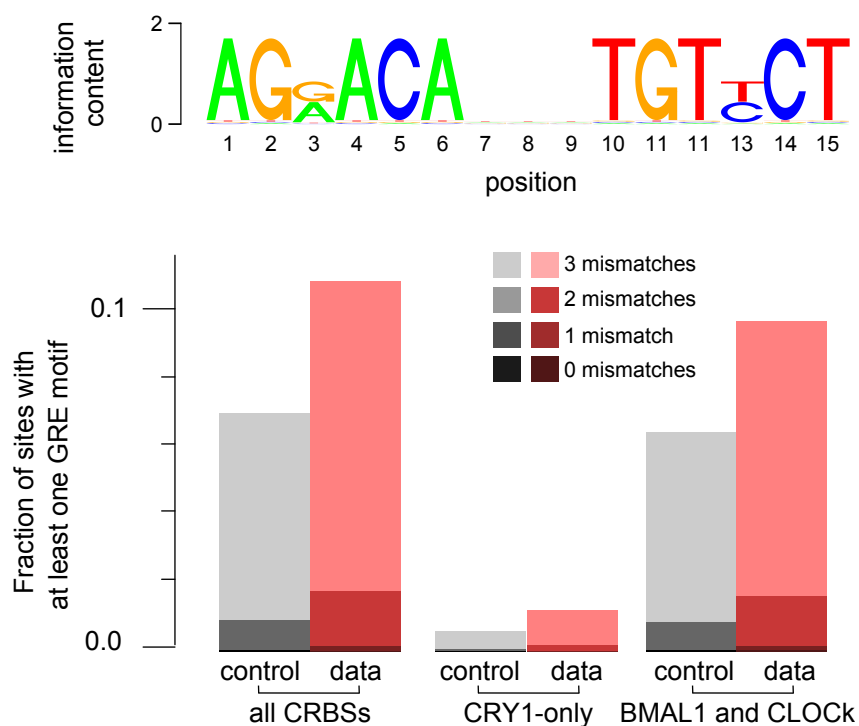 2
information
content
0
AGGACA TGTTCT
A C
1 2 3 4 5 6 7 8 9 10 11 11 13 14 15
position
3 mismatches
2 mismatches
1 mismatch
0 mismatches
Fraction of sites with
at least one GRE motif
0.1
0.0
control data control data control data
all CRBSs CRY1-only BMAL1 and CLOCk